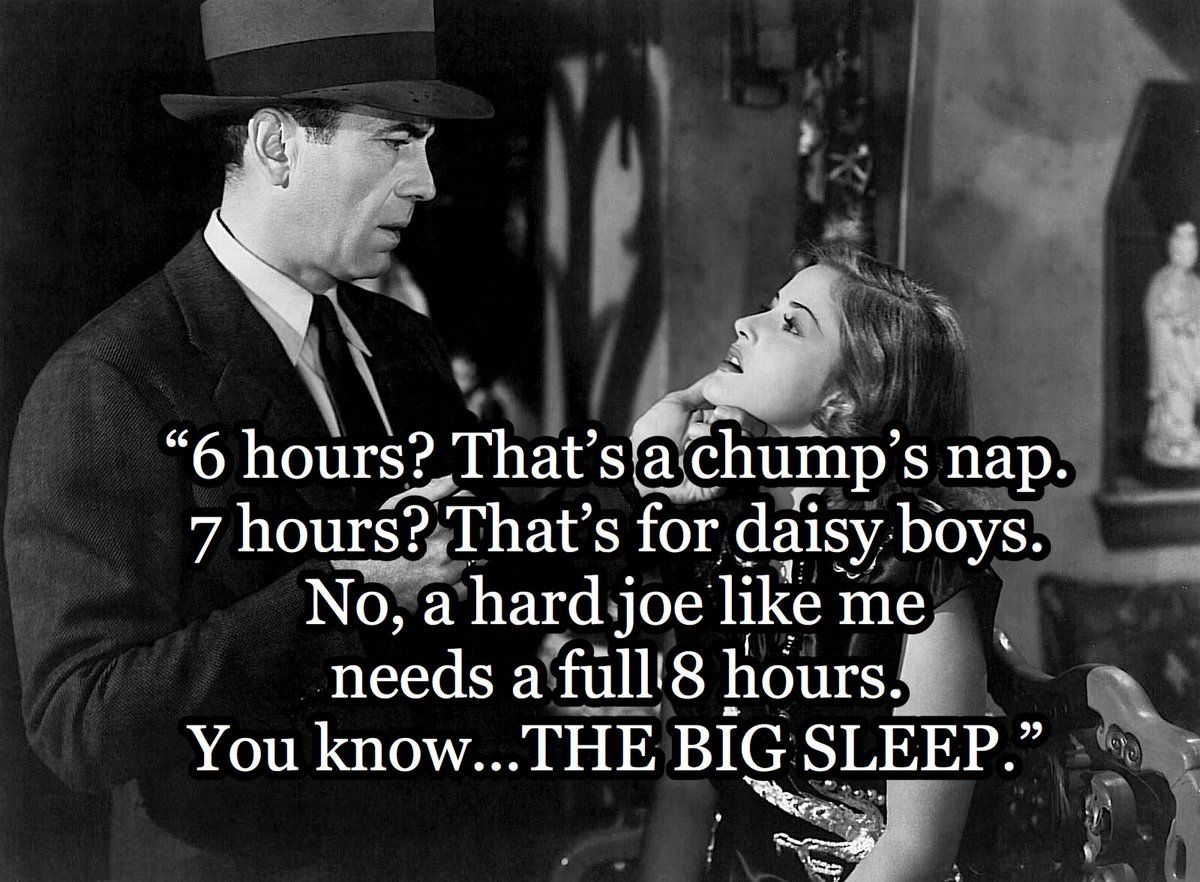 “6 hours? That’s a chump’s nap.
7 hours? That’s for daisy boys.
No, a hard joe like me
needs a full 8 hours.
You know...THE BIG SLEEP.”